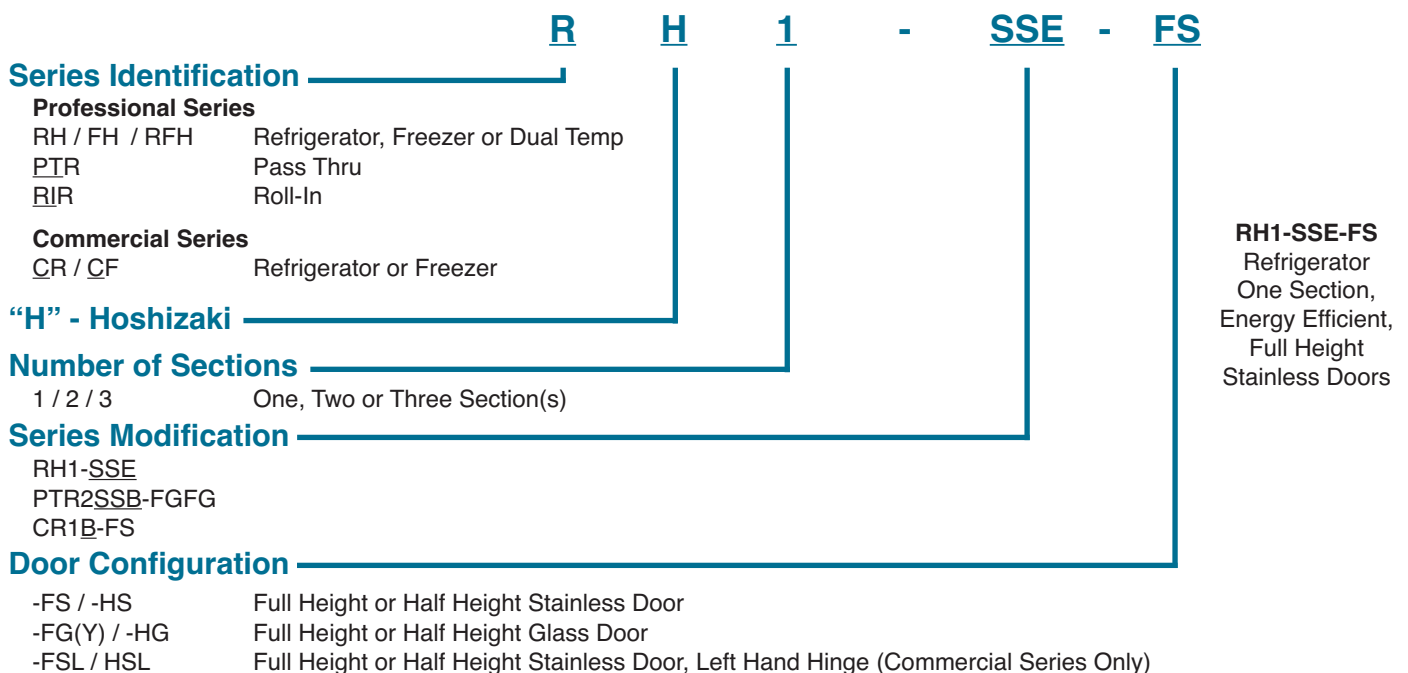 R H 1 - SSE - FS
Series Identification
Professional Series
RH / FH / RFH Refrigerator, Freezer or Dual Temp
PTR Pass Thru
RIR Roll-In
Commercial Series
CR / CF Refrigerator or Freezer
“H” - Hoshizaki
Number of Sections
1 / 2 / 3 One, Two or Three Section(s)
Series Modification
RH1-SSE
PTR2SSB-FGFG
CR1B-FS
Door Configuration
-FS / -HS Full Height or Half Height Stainless Door
-FG(Y) / -HG Full Height or Half Height Glass Door
-FSL / HSL Full Height or Half Height Stainless Door, Left Hand Hinge (Commercial Series Only)
RH1-SSE-FS
Refrigerator
One Section,
Energy Efficient,
Full Height
Stainless Doors